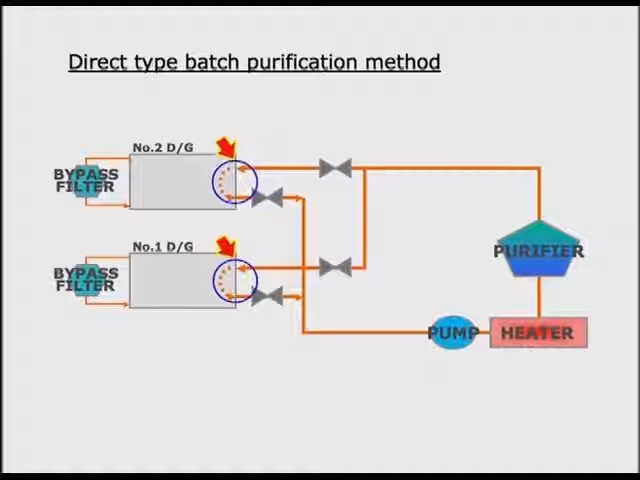 Direct type batch purification method
No.2 D/G
BYPASS
FILTER
No.1 D/G
BYPASS
FILTER
PURIFIER
PUMP
HEATER